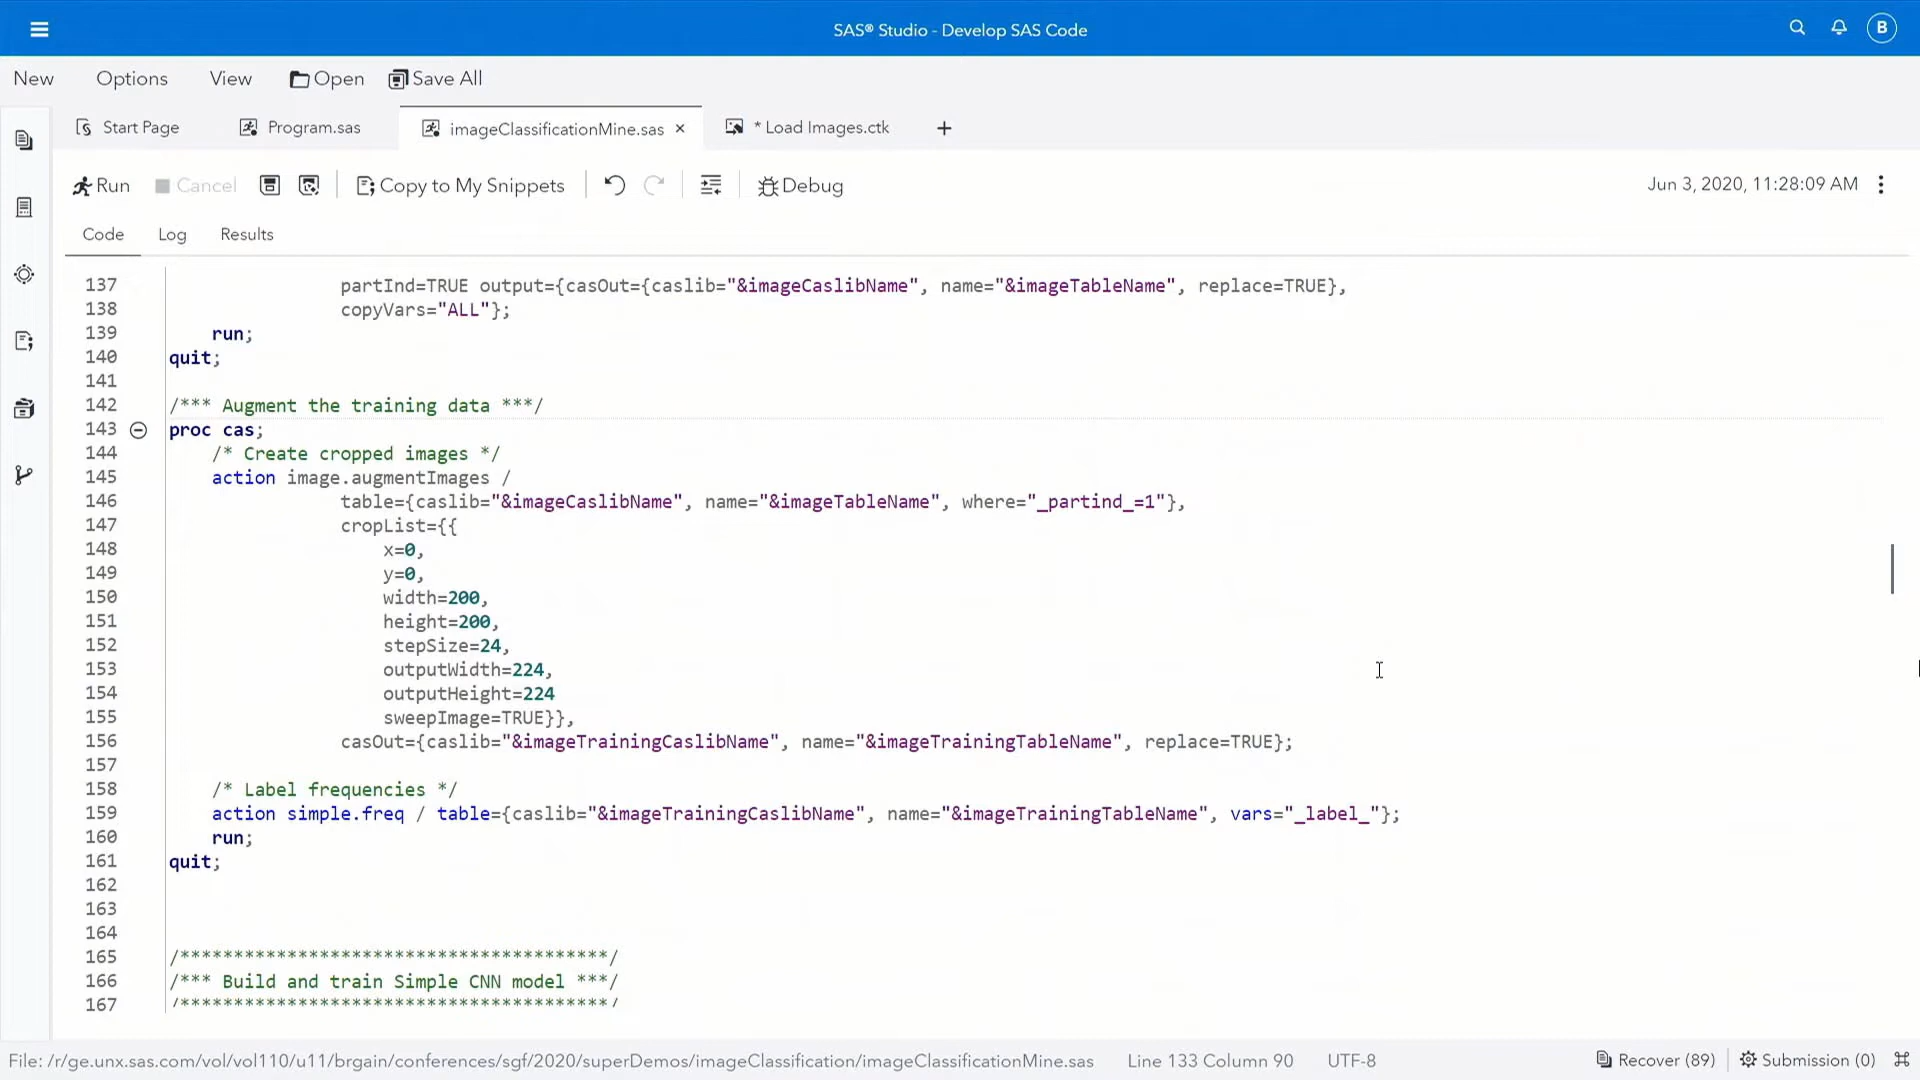 SAS® Studio - Develop SAS Code
B
New Options View Open Save All
Start Page Program.sas imageClassificationMine.sas × * Load Images.ctk +
Run Cancel Copy to My Snippets Debug Jun 3, 2020, 11:28:09 AM
Code Log Results
137 partInd=TRUE output={casOut={caslib="&imageCaslibName", name="&imageTableName", replace=TRUE},
138 copyVars="ALL"};
139 run;
140 quit;
141
142 /*** Augment the training data ***/
143 proc cas;
144 /* Create cropped images */
145 action image.augmentImages /
146 table={caslib="&imageCaslibName", name="&imageTableName", where="_partind_=1"},
147 cropList={{
148 x=0,
149 y=0,
150 width=200,
151 height=200,
152 stepSize=24,
153 outputWidth=224,
154 outputHeight=224
155 sweepImage=TRUE}},
156 casOut={caslib="&imageTrainingCaslibName", name="&imageTrainingTableName", replace=TRUE};
157
158 /* Label frequencies */
159 action simple.freq / table={caslib="&imageTrainingCaslibName", name="&imageTrainingTableName", vars="_label_"};
160 run;
161 quit;
162
163
164
165 /****************************************/
166 /*** Build and train Simple CNN model ***/
167 /****************************************/
File: /r/ge.unx.sas.com/vol/vol110/u11/brgain/conferences/sgf/2020/superDemos/imageClassification/imageClassificationMine.sas Line 133 Column 90 UTF-8 Recover (89) Submission (0)